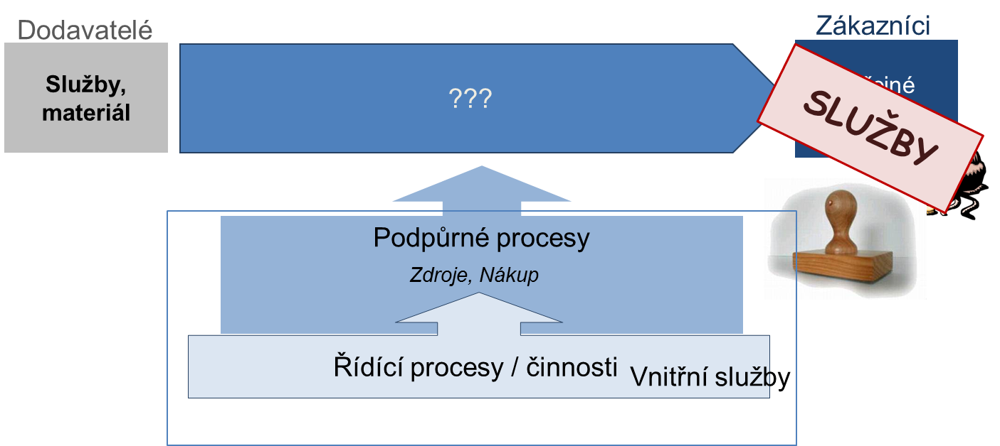 Dodavatelé
Zákazníci
Služby,
materiál
???
SLUŽBY
Podpůrné procesy
Zdroje, Nákup
Řídící procesy / činnosti
Vnitřní služby